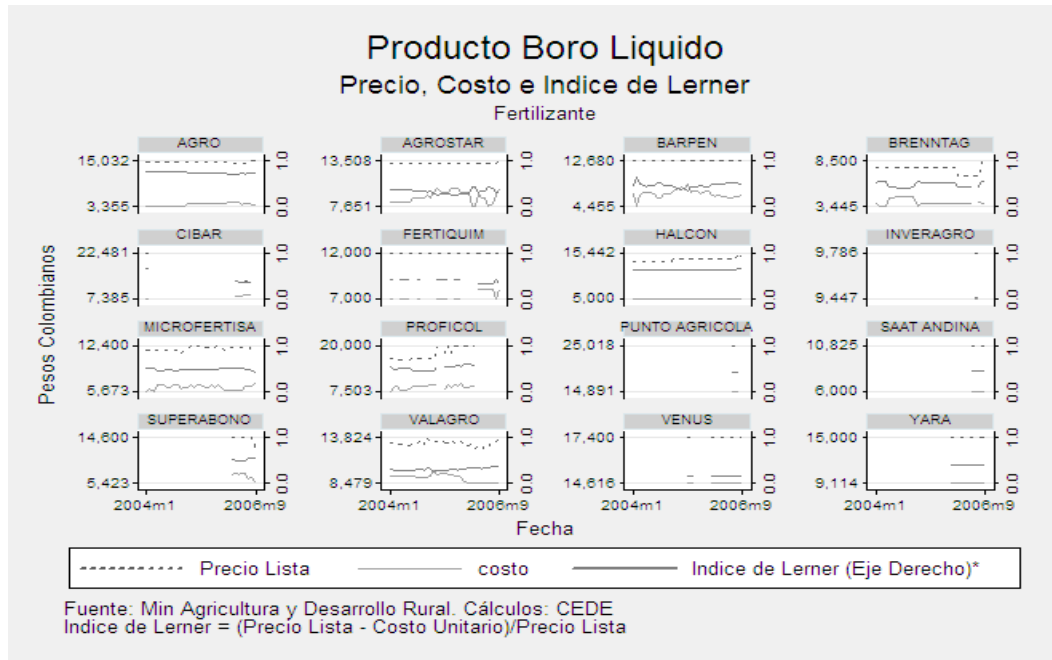 Producto Boro Liquido
Precio, Costo e Indice de Lerner
Fertilizante
AGRO AGROSTAR BARPEN BRENNTAG
15,032 1.0 13,508 1.0 12,680 1.0 8,500 1.0
3,355 0.0 7,651 0.0 4,455 0.0 3,445 0.0
CIBAR FERTIQUIM HALCON INVERAGRO
22,481 1.0 12,000 1.0 15,442 1.0 9,786 1.0
7,385 0.0 7,000 0.0 5,000 0.0 9,447 0.0
Pesos Colombianos
MICROFERTISA PROFICOL PUNTO AGRICOLA SAAT ANDINA
12,400 1.0 20,000 1.0 25,018 1.0 10,825 1.0
5,673 0.0 7,503 0.0 14,891 0.0 6,000 0.0
SUPERABONO VALAGRO VENUS YARA
14,600 1.0 13,824 1.0 17,400 1.0 15,000 1.0
5,423 0.0 8,479 0.0 14,616 0.0 9,114 0.0
2004m1 2006m9 2004m1 2006m9 2004m1 2006m9 2004m1 2006m9
Fecha
Precio Lista costo Indice de Lerner (Eje Derecho)*
Fuente: Min Agricultura y Desarrollo Rural. Cálculos: CEDE
Indice de Lerner = (Precio Lista - Costo Unitario)/Precio Lista